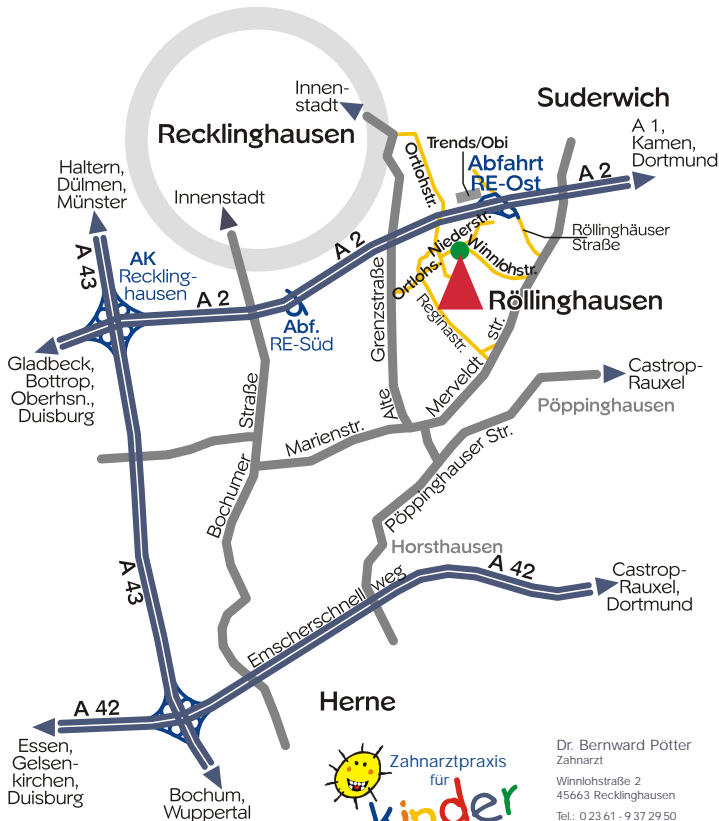 Innen-
stadt
Suderwich
Recklinghausen
A 1,
Kamen,
Dortmund
Trends/Obi
Abfahrt
RE-Ost
A 2
Ortlohstr.
Haltern,
Dülmen,
Münster
Innenstadt
A 43
AK
Reckling-
hausen
A 2
A 2
Niederstr.
Winnlohstr.
Röllinghäuser
Straße
Ortlohs.
Röllinghausen
Reginastr.
Abf.
RE-Süd
Gladbeck,
Bottrop,
Oberhsn.,
Duisburg
Alte Grenzstraße
Merveldt str.
Castrop-
Rauxel
Pöppinghausen
Bochumer Straße
Marienstr.
Pöppinghauser Str.
Horsthausen
A 43
A 42
Emscherschnellweg
Castrop-
Rauxel,
Dortmund
Herne
A 42
Essen,
Gelsen-
kirchen,
Duisburg
Bochum,
Wuppertal
Zahnarztpraxis
für
kinder
Dr. Bernward Pötter
Zahnarzt
Winnlohstraße 2
45663 Recklinghausen
Tel.: 0 23 61 - 9 37 29 50